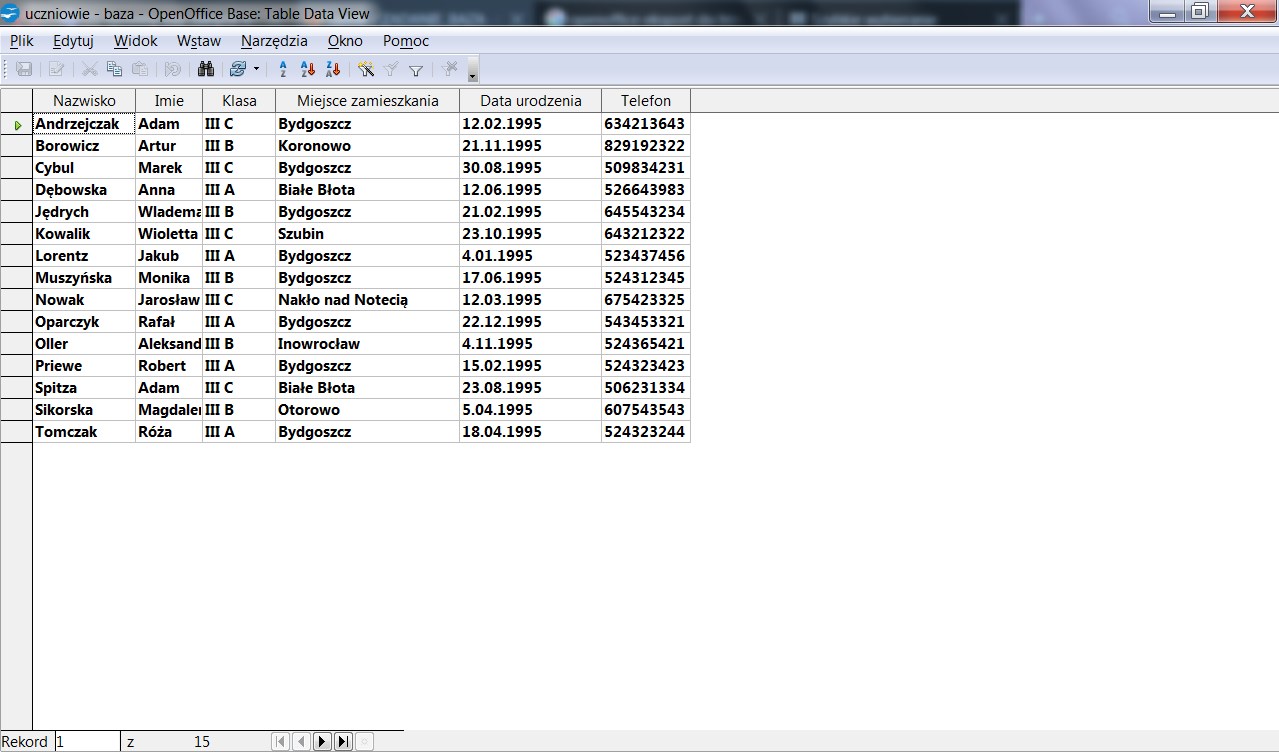 uczniowie - baza - OpenOffice Base: Table Data View
Plik Edytuj Widok Wstaw Narzędzia Okno Pomoc
Nazwisko Imie Klasa Miejsce zamieszkania Data urodzenia Telefon
Andrzejczak Adam III C Bydgoszcz 12.02.1995 634213643
Borowicz Artur III B Koronowo 21.11.1995 829192322
Cybul Marek III C Bydgoszcz 30.08.1995 509834231
Dębowska Anna III A Białe Błota 12.06.1995 526643983
Jędrych Wladema III B Bydgoszcz 21.02.1995 645543234
Kowalik Wioletta III C Szubin 23.10.1995 643212322
Lorentz Jakub III A Bydgoszcz 4.01.1995 523437456
Muszyńska Monika III B Bydgoszcz 17.06.1995 524312345
Nowak Jarosław III C Nakło nad Notecią 12.03.1995 675423325
Oparczyk Rafał III A Bydgoszcz 22.12.1995 543453321
Oller Aleksand III B Inowrocław 4.11.1995 524365421
Priewe Robert III A Bydgoszcz 15.02.1995 524323423
Spitza Adam III C Białe Błota 23.08.1995 506231334
Sikorska Magdale III B Otorowo 5.04.1995 607543543
Tomczak Róża III A Bydgoszcz 18.04.1995 524323244
Rekord 1 z 15